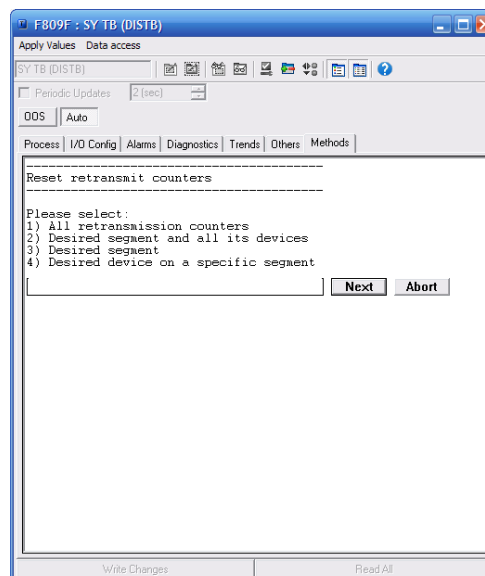 F809F : SY TB (DISTB)
Apply Values Data access
SY TB (DISTB)
Periodic Updates 2 (sec)
OOS Auto
Process I/O Config Alarms Diagnostics Trends Others Methods
---------------------------------------
Reset retransmit counters
---------------------------------------
Please select:
1) All retransmission counters
2) Desired segment and all its devices
3) Desired segment
4) Desired device on a specific segment
Next Abort
Write Changes Read All